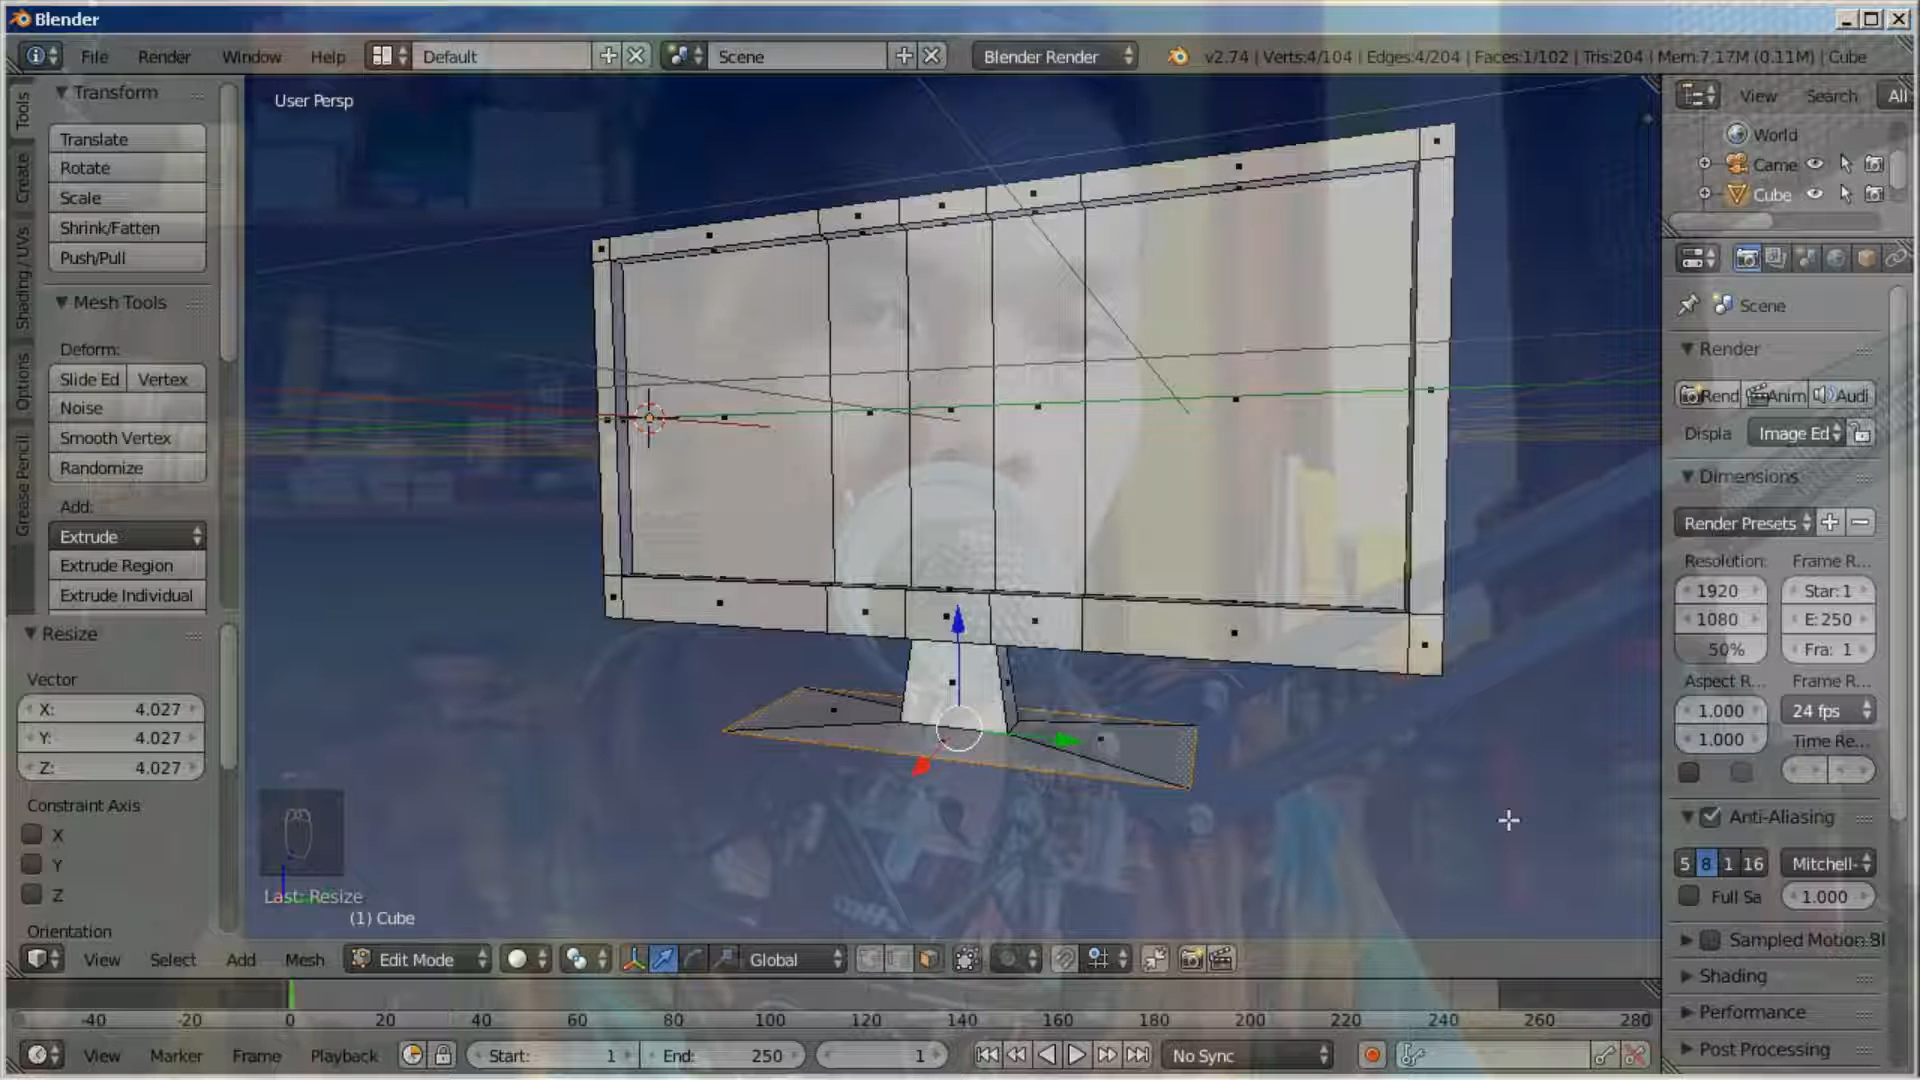 Blender
File Render Window Help Default Scene Blender Render v2.74 | Verts:4/104 | Edges:4/204 | Faces:1/102 | Tris:204 | Mem:7.17M (0.11M) | Cube
Tools
Create
Shading / UVs
Options
Grease Pencil
Transform
Translate
Rotate
Scale
Shrink/Fatten
Push/Pull
Mesh Tools
Deform:
Slide Ed Vertex
Noise
Smooth Vertex
Randomize
Add:
Extrude
Extrude Region
Extrude Individual
Resize
Vector
X: 4.027
Y: 4.027
Z: 4.027
Constraint Axis
X
Y
Z
Orientation
User Persp
Last: Resize
(1) Cube
View Search All
World
Came
Cube
Scene
Render
Rend Anim Audi
Displa Image Ed
Dimensions
Render Presets
Resolution: Frame R...
1920 Star: 1
1080 E: 250
50% Fra: 1
Aspect R... Frame R...
1.000 24 fps
1.000 Time Re...
Anti-Aliasing
5 8 1 16 Mitchell-
Full Sa 1.000
Sampled Motion Bl
Shading
Performance
Post Processing
View Select Add Mesh Edit Mode Global
-40 -20 0 20 40 60 80 100 120 140 160 180 200 220 240 260 280
View Marker Frame Playback Start: 1 End: 250 1 No Sync